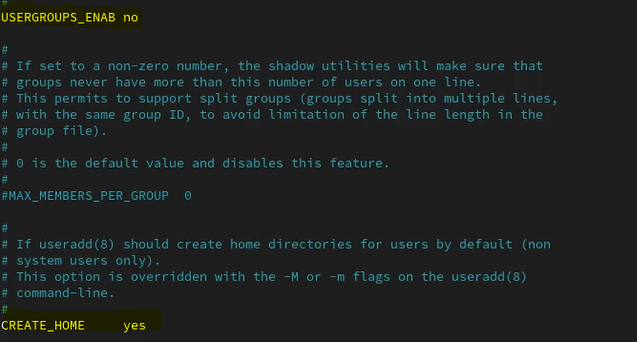 #
USERGROUPS_ENAB no
#
# If set to a non-zero number, the shadow utilities will make sure that
# groups never have more than this number of users on one line.
# This permits to support split groups (groups split into multiple lines,
# with the same group ID, to avoid limitation of the line length in the
# group file).
#
# 0 is the default value and disables this feature.
#
#MAX_MEMBERS_PER_GROUP  0
#
# If useradd(8) should create home directories for users by default (non
# system users only).
# This option is overridden with the -M or -m flags on the useradd(8)
# command-line.
#
CREATE_HOME     yes